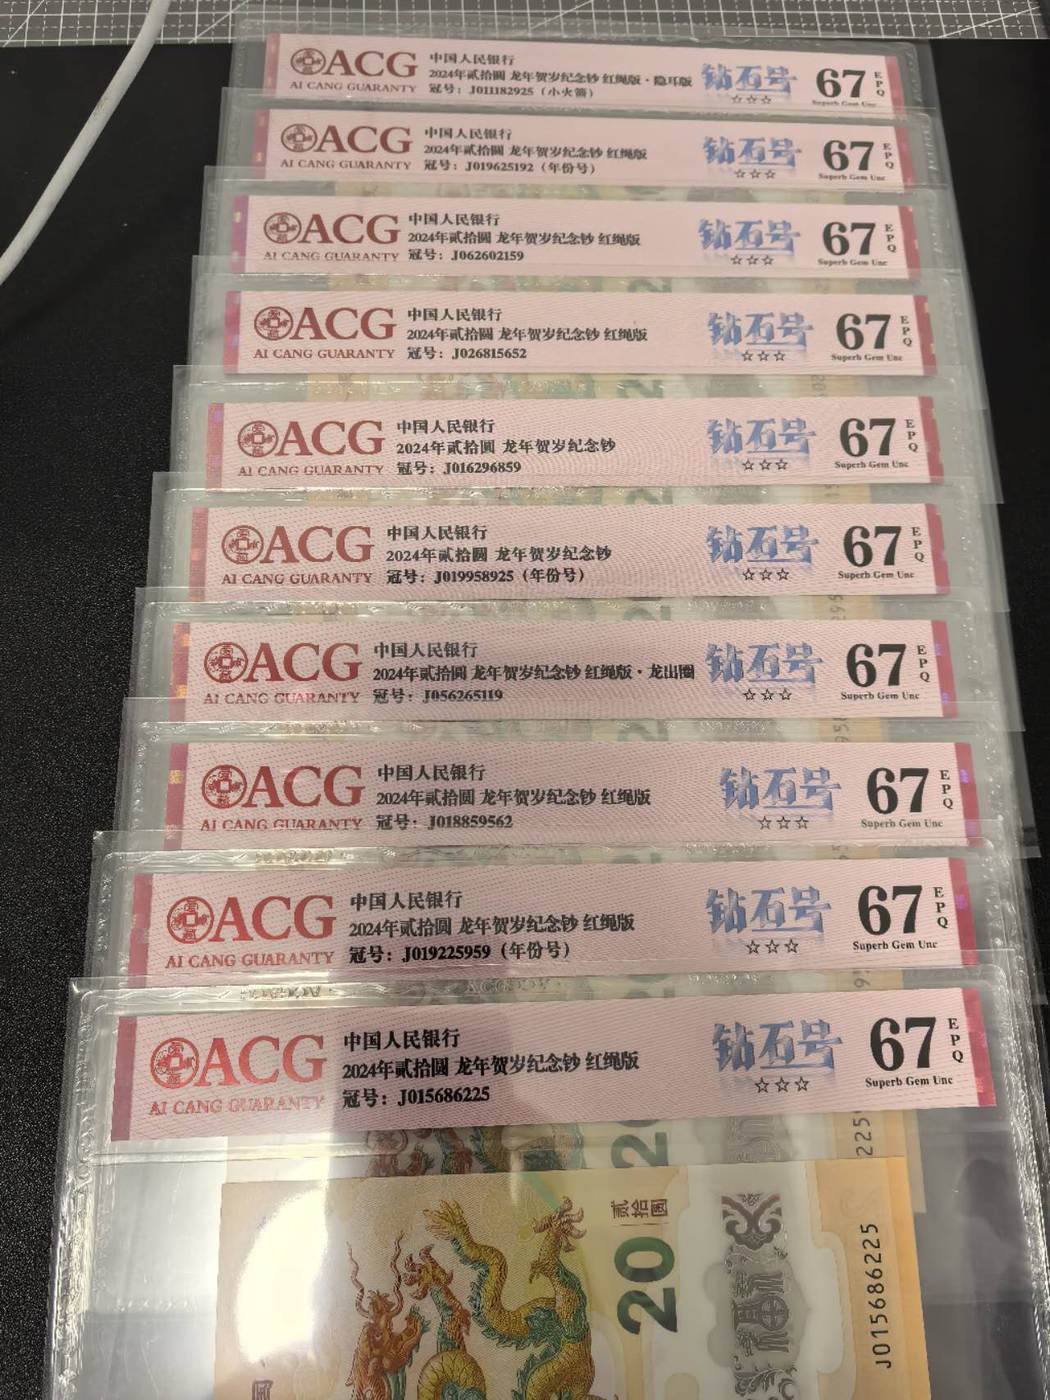 ACG
AI CANG GUARANTY
中国人民银行
2024年贰拾圆 龙年贺岁纪念钞 红绳版·隐耳版
冠号：J011182925（小火箭）
钻石号
☆☆☆
67
EPQ
Superb Gem Unc
ACG
AI CANG GUARANTY
中国人民银行
2024年贰拾圆 龙年贺岁纪念钞 红绳版
冠号：J019625192（年份号）
钻石号
☆☆☆
67
EPQ
Superb Gem Unc
ACG
AI CANG GUARANTY
中国人民银行
2024年贰拾圆 龙年贺岁纪念钞 红绳版
冠号：J062602159
钻石号
☆☆☆
67
EPQ
Superb Gem Unc
ACG
AI CANG GUARANTY
中国人民银行
2024年贰拾圆 龙年贺岁纪念钞 红绳版
冠号：J026815652
钻石号
☆☆☆
67
EPQ
Superb Gem Unc
ACG
AI CANG GUARANTY
中国人民银行
2024年贰拾圆 龙年贺岁纪念钞
冠号：J016296859
钻石号
☆☆☆
67
EPQ
Superb Gem Unc
ACG
AI CANG GUARANTY
中国人民银行
2024年贰拾圆 龙年贺岁纪念钞
冠号：J019958925（年份号）
钻石号
☆☆☆
67
EPQ
Superb Gem Unc
ACG
AI CANG GUARANTY
中国人民银行
2024年贰拾圆 龙年贺岁纪念钞 红绳版·龙出圈
冠号：J056265119
钻石号
☆☆☆
67
EPQ
Superb Gem Unc
ACG
AI CANG GUARANTY
中国人民银行
2024年贰拾圆 龙年贺岁纪念钞 红绳版
冠号：J018859562
钻石号
☆☆☆
67
EPQ
Superb Gem Unc
ACG
AI CANG GUARANTY
中国人民银行
2024年贰拾圆 龙年贺岁纪念钞 红绳版
冠号：J019225959（年份号）
钻石号
☆☆☆
67
EPQ
Superb Gem Unc
ACG
AI CANG GUARANTY
中国人民银行
2024年贰拾圆 龙年贺岁纪念钞 红绳版
冠号：J015686225
钻石号
☆☆☆
67
EPQ
Superb Gem Unc
贰拾圆
20
J015686225